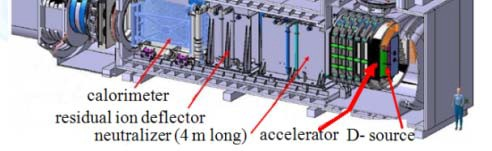 calorimeter
residual ion deflector
neutralizer (4 m long) accelerator D- source